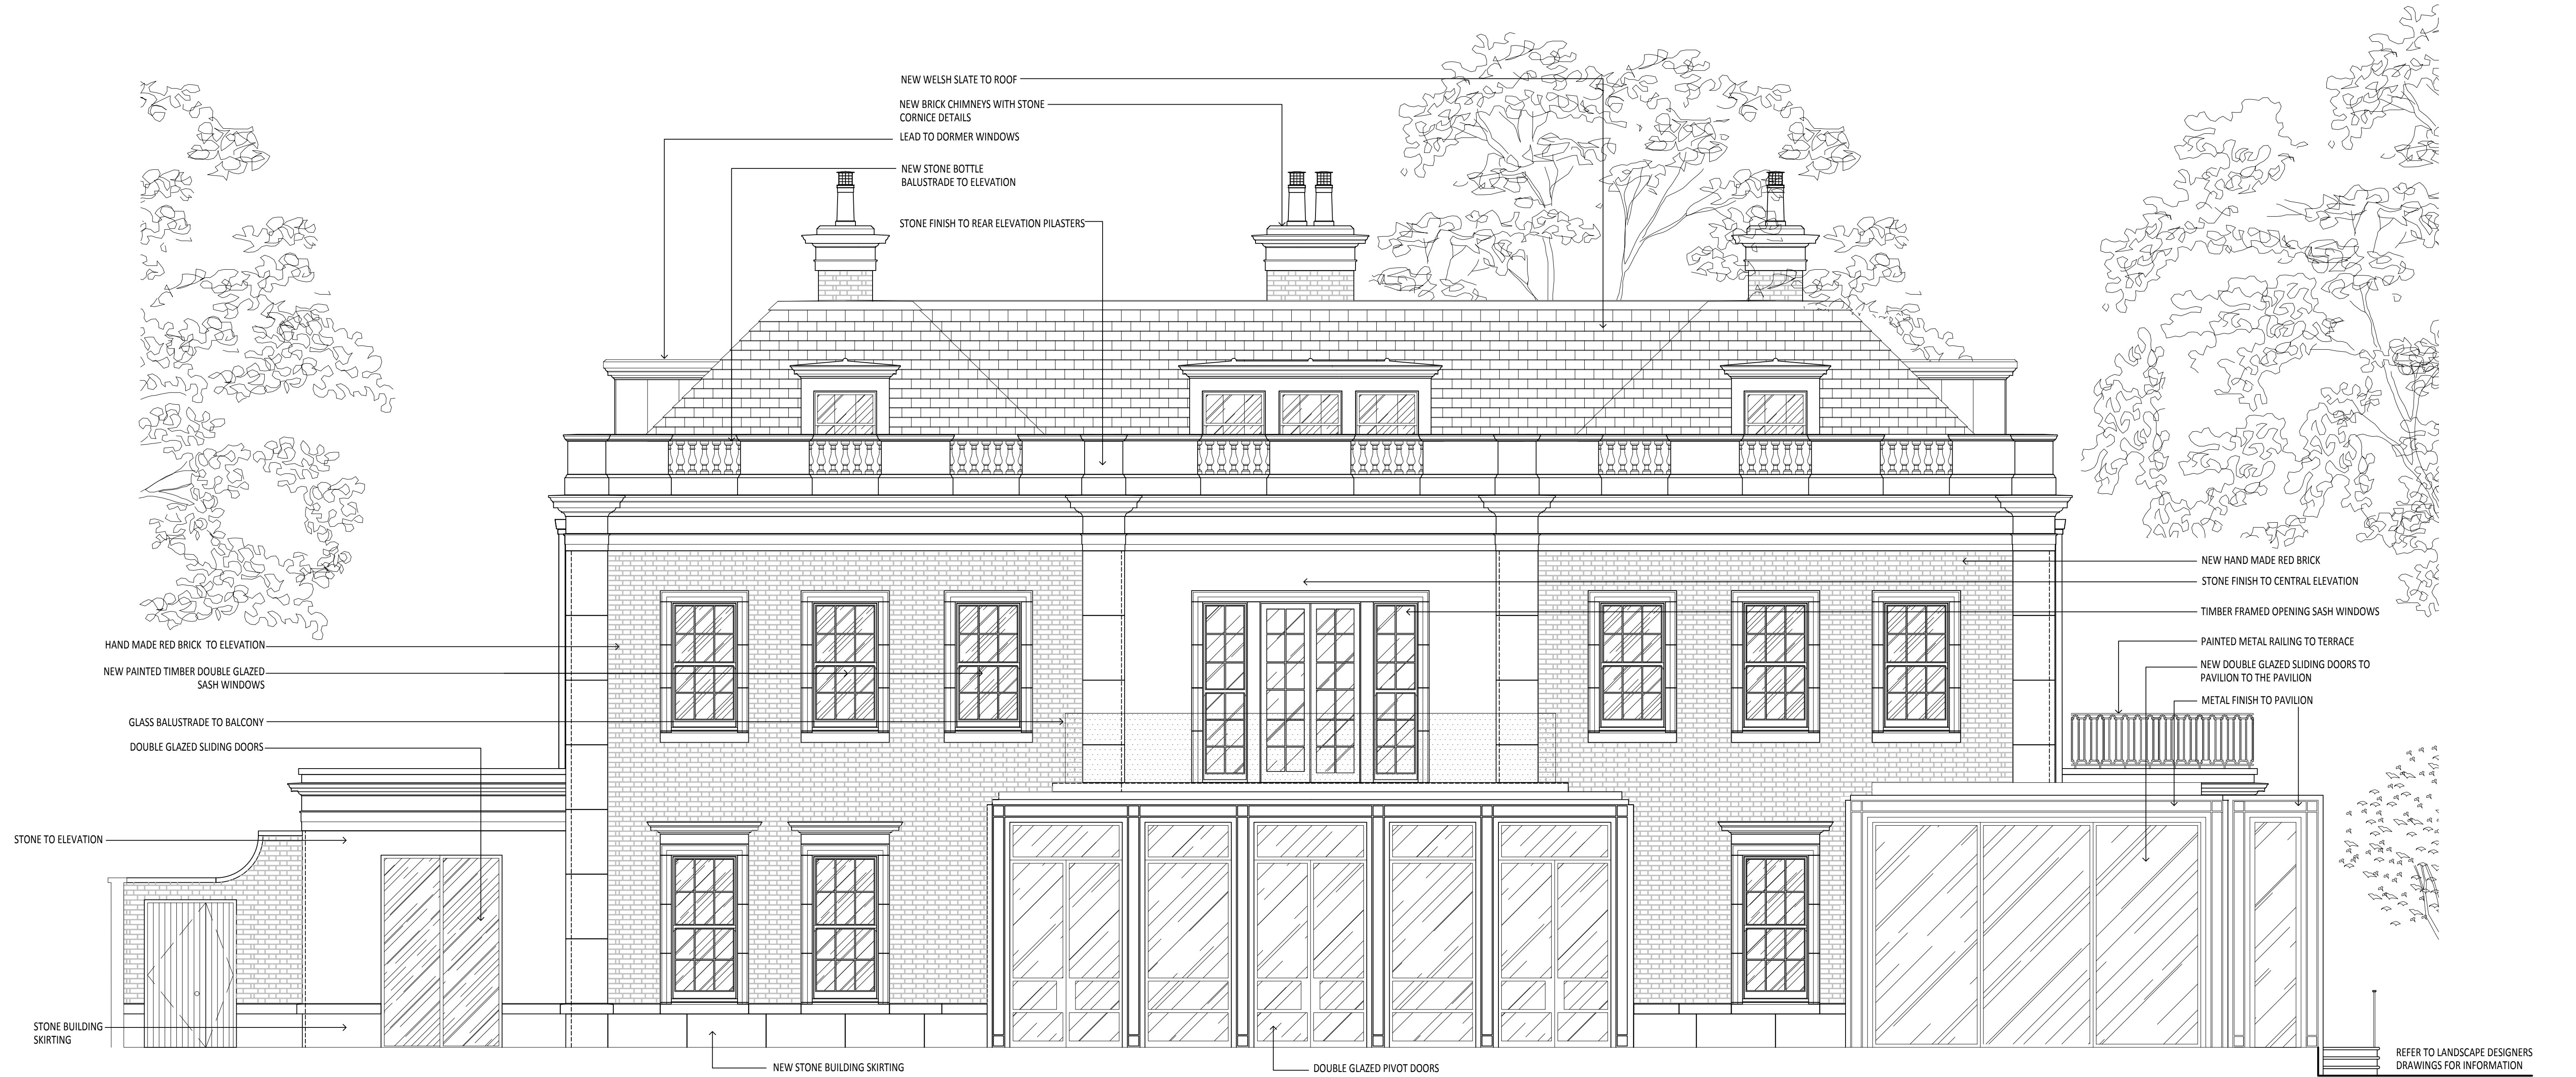 NEW WELSH SLATE TO ROOF
NEW BRICK CHIMNEYS WITH STONE
CORNICE DETAILS
LEAD TO DORMER WINDOWS
NEW STONE BOTTLE
BALUSTRADE TO ELEVATION
STONE FINISH TO REAR ELEVATION PILASTERS
HAND MADE RED BRICK TO ELEVATION
NEW PAINTED TIMBER DOUBLE GLAZED
SASH WINDOWS
GLASS BALUSTRADE TO BALCONY
DOUBLE GLAZED SLIDING DOORS
STONE TO ELEVATION
STONE BUILDING
SKIRTING
NEW STONE BUILDING SKIRTING
DOUBLE GLAZED PIVOT DOORS
NEW HAND MADE RED BRICK
STONE FINISH TO CENTRAL ELEVATION
TIMBER FRAMED OPENING SASH WINDOWS
PAINTED METAL RAILING TO TERRACE
NEW DOUBLE GLAZED SLIDING DOORS TO
PAVILION TO THE PAVILION
METAL FINISH TO PAVILION
REFER TO LANDSCAPE DESIGNERS
DRAWINGS FOR INFORMATION